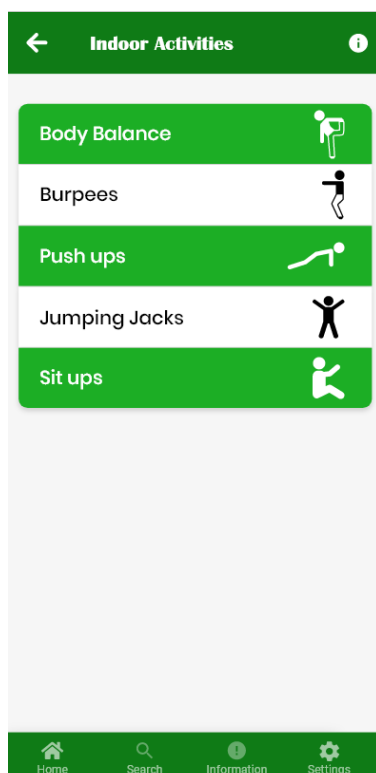 Indoor Activities
Body Balance
Burpees
Push ups
Jumping Jacks
Sit ups
Home Search Information Settings